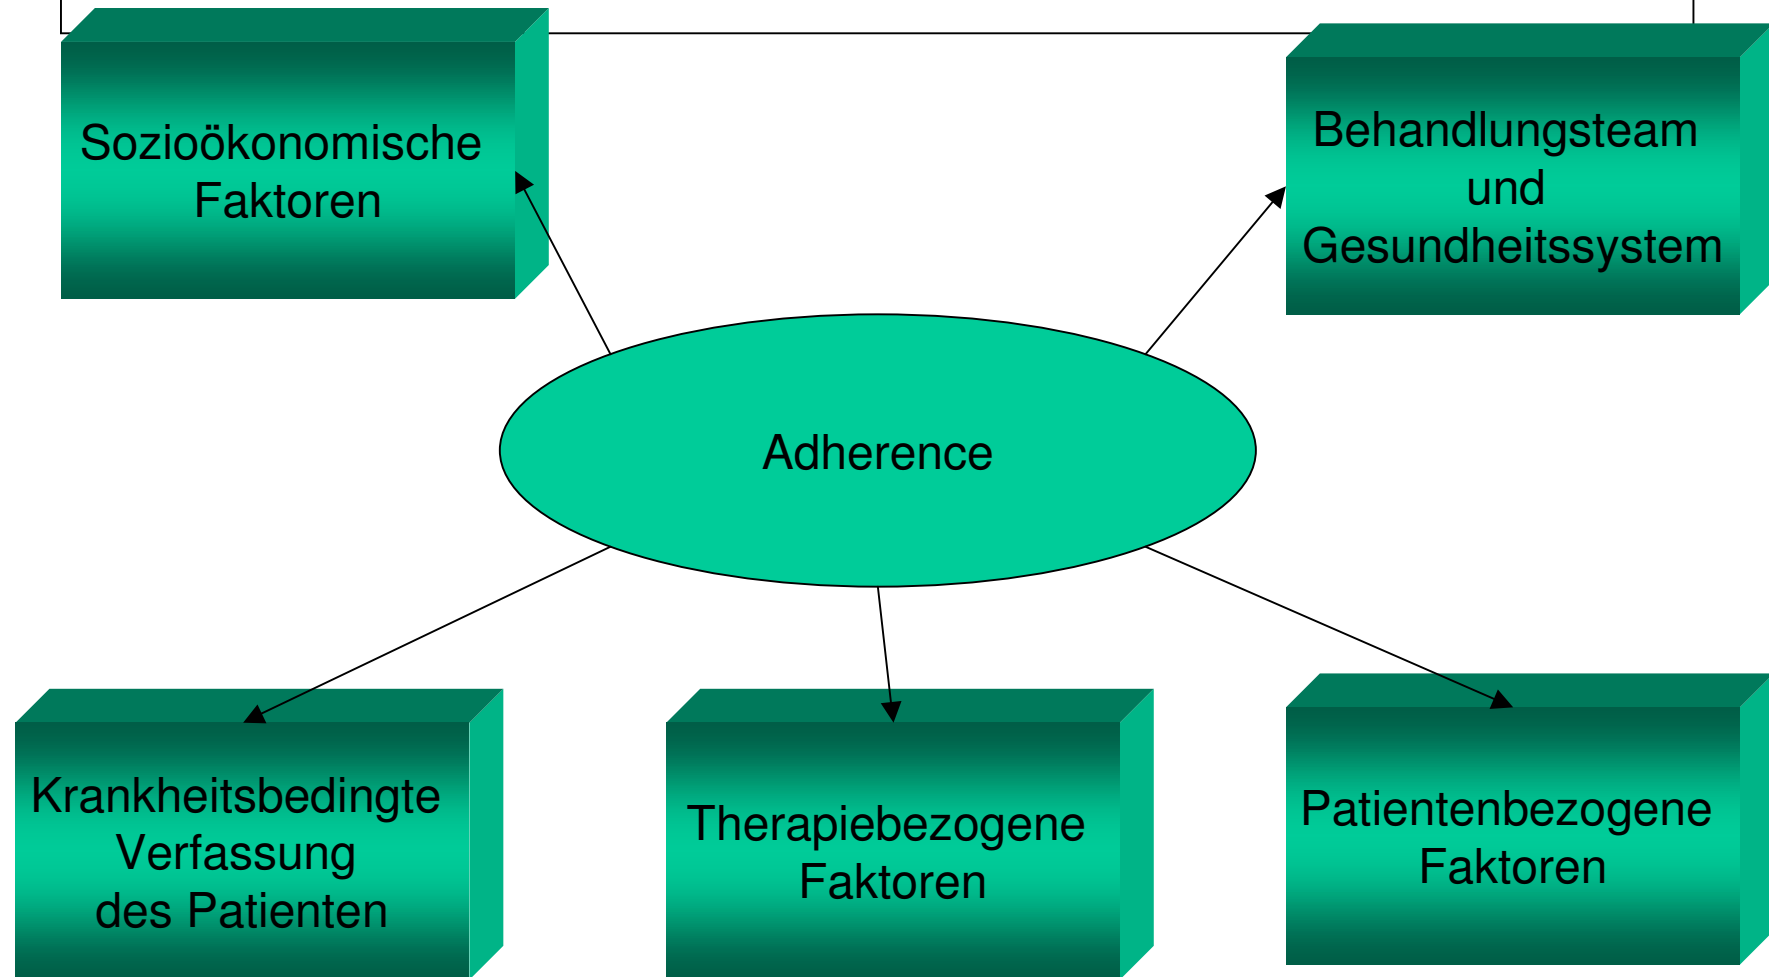 Sozioökonomische
Faktoren
Behandlungsteam
und
Gesundheitssystem
Adherence
Krankheitsbedingte
Verfassung
des Patienten
Therapiebezogene
Faktoren
Patientenbezogene
Faktoren